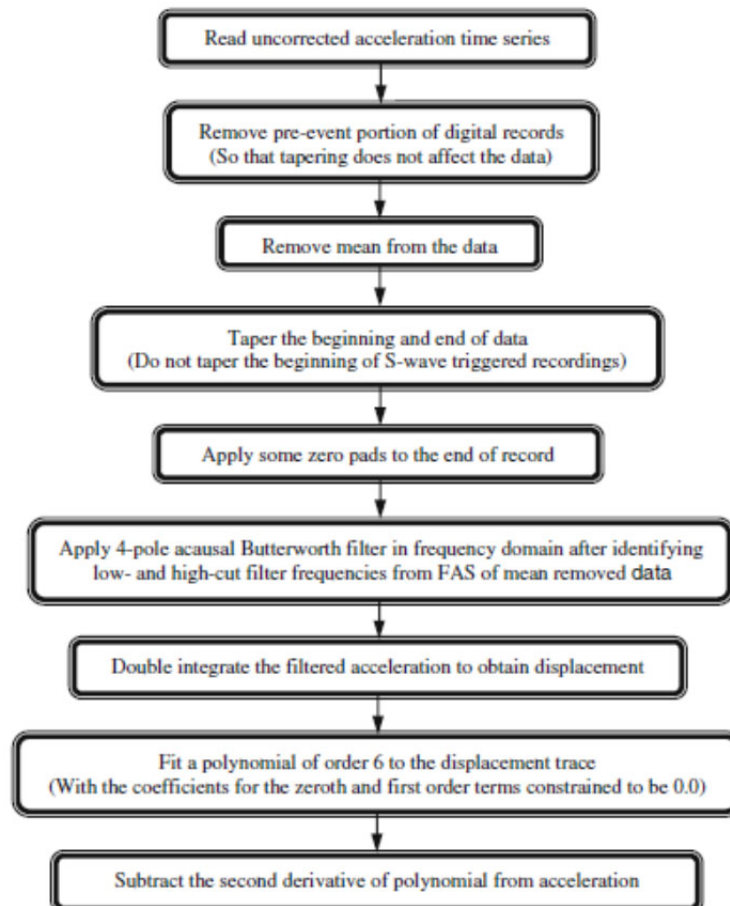 Read uncorrected acceleration time series
Remove pre-event portion of digital records
(So that tapering does not affect the data)
Remove mean from the data
Taper the beginning and end of data
(Do not taper the beginning of S-wave triggered recordings)
Apply some zero pads to the end of record
Apply 4-pole acausal Butterworth filter in frequency domain after identifying
low- and high-cut filter frequencies from FAS of mean removed data
Double integrate the filtered acceleration to obtain displacement
Fit a polynomial of order 6 to the displacement trace
(With the coefficients for the zeroth and first order terms constrained to be 0.0)
Subtract the second derivative of polynomial from acceleration